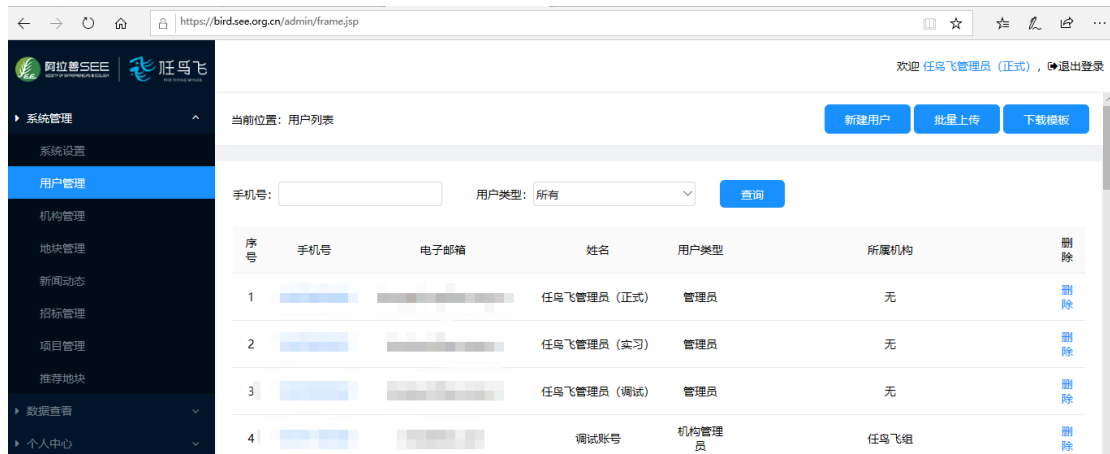 https://bird.see.org.cn/admin/frame.jsp
阿拉善SEE 任鸟飞
欢迎 任鸟飞管理员（正式），退出登录
系统管理
当前位置：用户列表 新建用户 批量上传 下载模板
系统设置
用户管理
手机号： 用户类型： 所有 查询
机构管理
地块管理
新闻动态
招标管理
项目管理
推荐地块
数据查看
个人中心
序号 手机号 电子邮箱 姓名 用户类型 所属机构 删除
1 任鸟飞管理员（正式） 管理员 无 删除
2 任鸟飞管理员（实习） 管理员 无 删除
3 任鸟飞管理员（调试） 管理员 无 删除
4 调试账号 机构管理员 任鸟飞组 删除